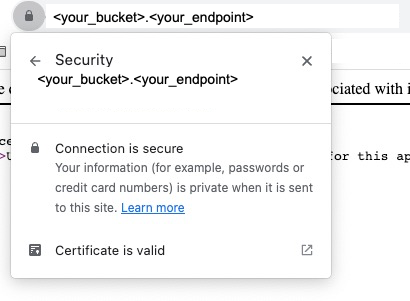 <your_bucket>.<your_endpoint>
Security
<your_bucket>.<your_endpoint>
ociated with i
Connection is secure
Your information (for example, passwords or
credit card numbers) is private when it is sent
to this site. Learn more
for this ap
Certificate is valid